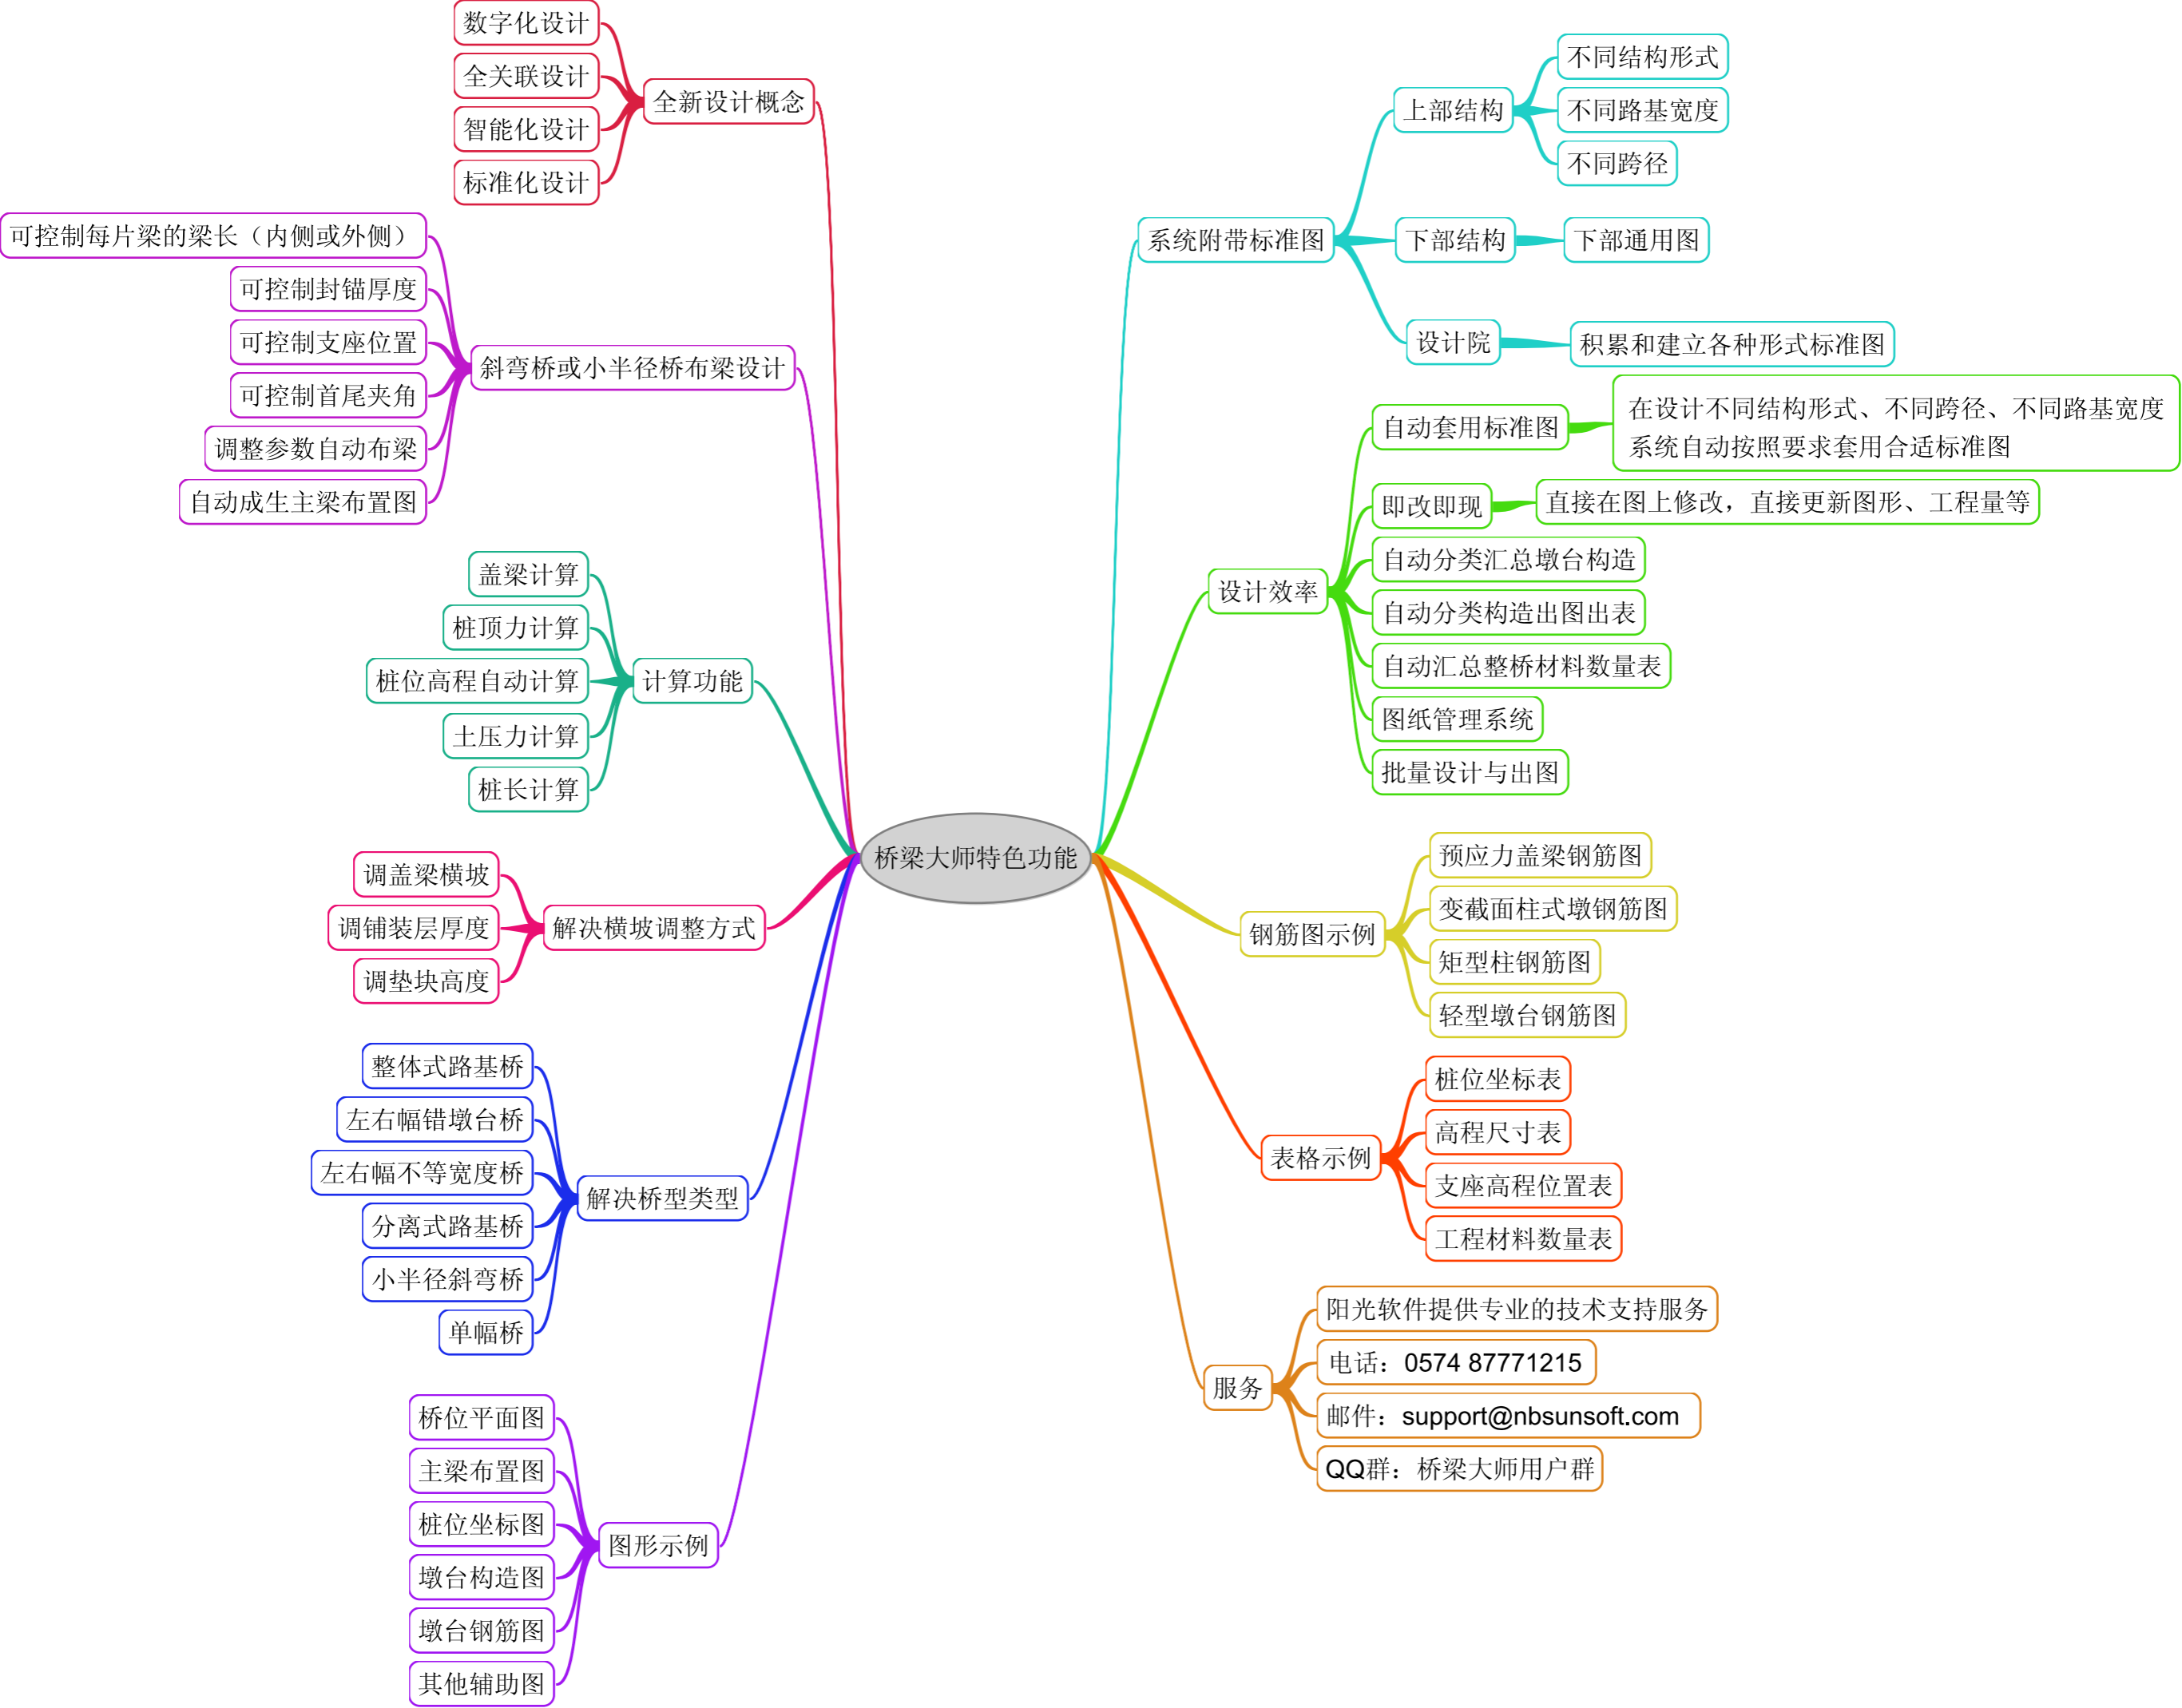 桥梁大师特色功能
全新设计概念
数字化设计
全关联设计
智能化设计
标准化设计
斜弯桥或小半径桥布梁设计
可控制每片梁的梁长（内侧或外侧）
可控制封锚厚度
可控制支座位置
可控制首尾夹角
调整参数自动布梁
自动成生主梁布置图
计算功能
盖梁计算
桩顶力计算
桩位高程自动计算
土压力计算
桩长计算
解决横坡调整方式
调盖梁横坡
调铺装层厚度
调垫块高度
解决桥型类型
整体式路基桥
左右幅错墩台桥
左右幅不等宽度桥
分离式路基桥
小半径斜弯桥
单幅桥
图形示例
桥位平面图
主梁布置图
桩位坐标图
墩台构造图
墩台钢筋图
其他辅助图
系统附带标准图
上部结构
不同结构形式
不同路基宽度
不同跨径
下部结构
下部通用图
设计院
积累和建立各种形式标准图
设计效率
自动套用标准图
在设计不同结构形式、不同跨径、不同路基宽度
系统自动按照要求套用合适标准图
即改即现
直接在图上修改，直接更新图形、工程量等
自动分类汇总墩台构造
自动分类构造出图出表
自动汇总整桥材料数量表
图纸管理系统
批量设计与出图
钢筋图示例
预应力盖梁钢筋图
变截面柱式墩钢筋图
矩型柱钢筋图
轻型墩台钢筋图
表格示例
桩位坐标表
高程尺寸表
支座高程位置表
工程材料数量表
服务
阳光软件提供专业的技术支持服务
电话：0574 87771215
邮件：support@nbsunsoft.com
QQ群：桥梁大师用户群